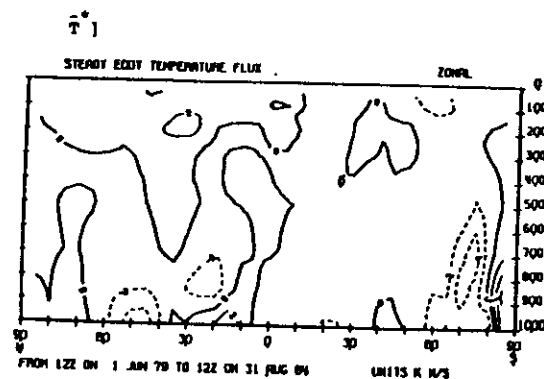 T̄*]
STEADY EDDY TEMPERATURE FLUX ZONAL
0
100
200
300
400
500
600
700
800
900
1000
90 60 30 0 30 60 90
N S
FROM 12Z ON 1 JUN 79 TO 12Z ON 31 AUG 84 UNITS K M/S